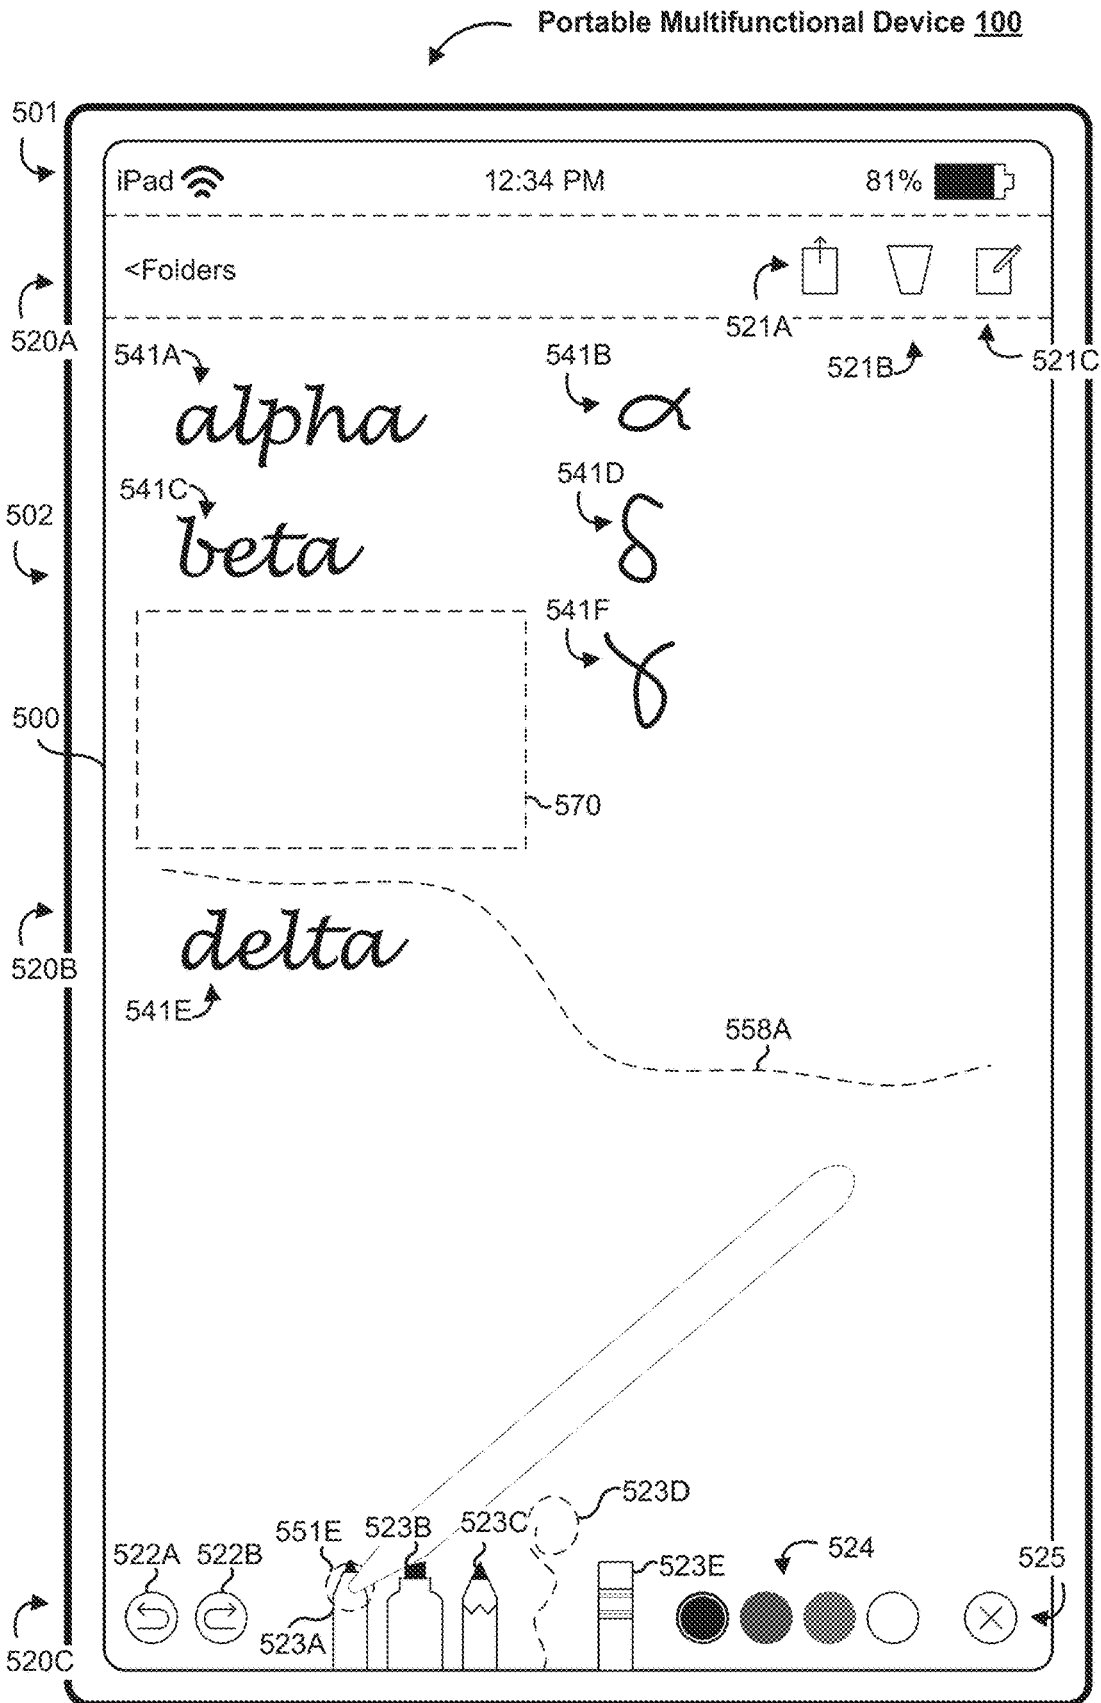 Portable Multifunctional Device 100
501
iPad 12:34 PM 81%
<Folders
520A 521A 521B 521C
541A alpha 541B α
541C beta 541D δ
502
541F γ
500
570
520B delta
541E
558A
523D
551E 523B 523C
522A 522B 523E 524 525
523A
520C